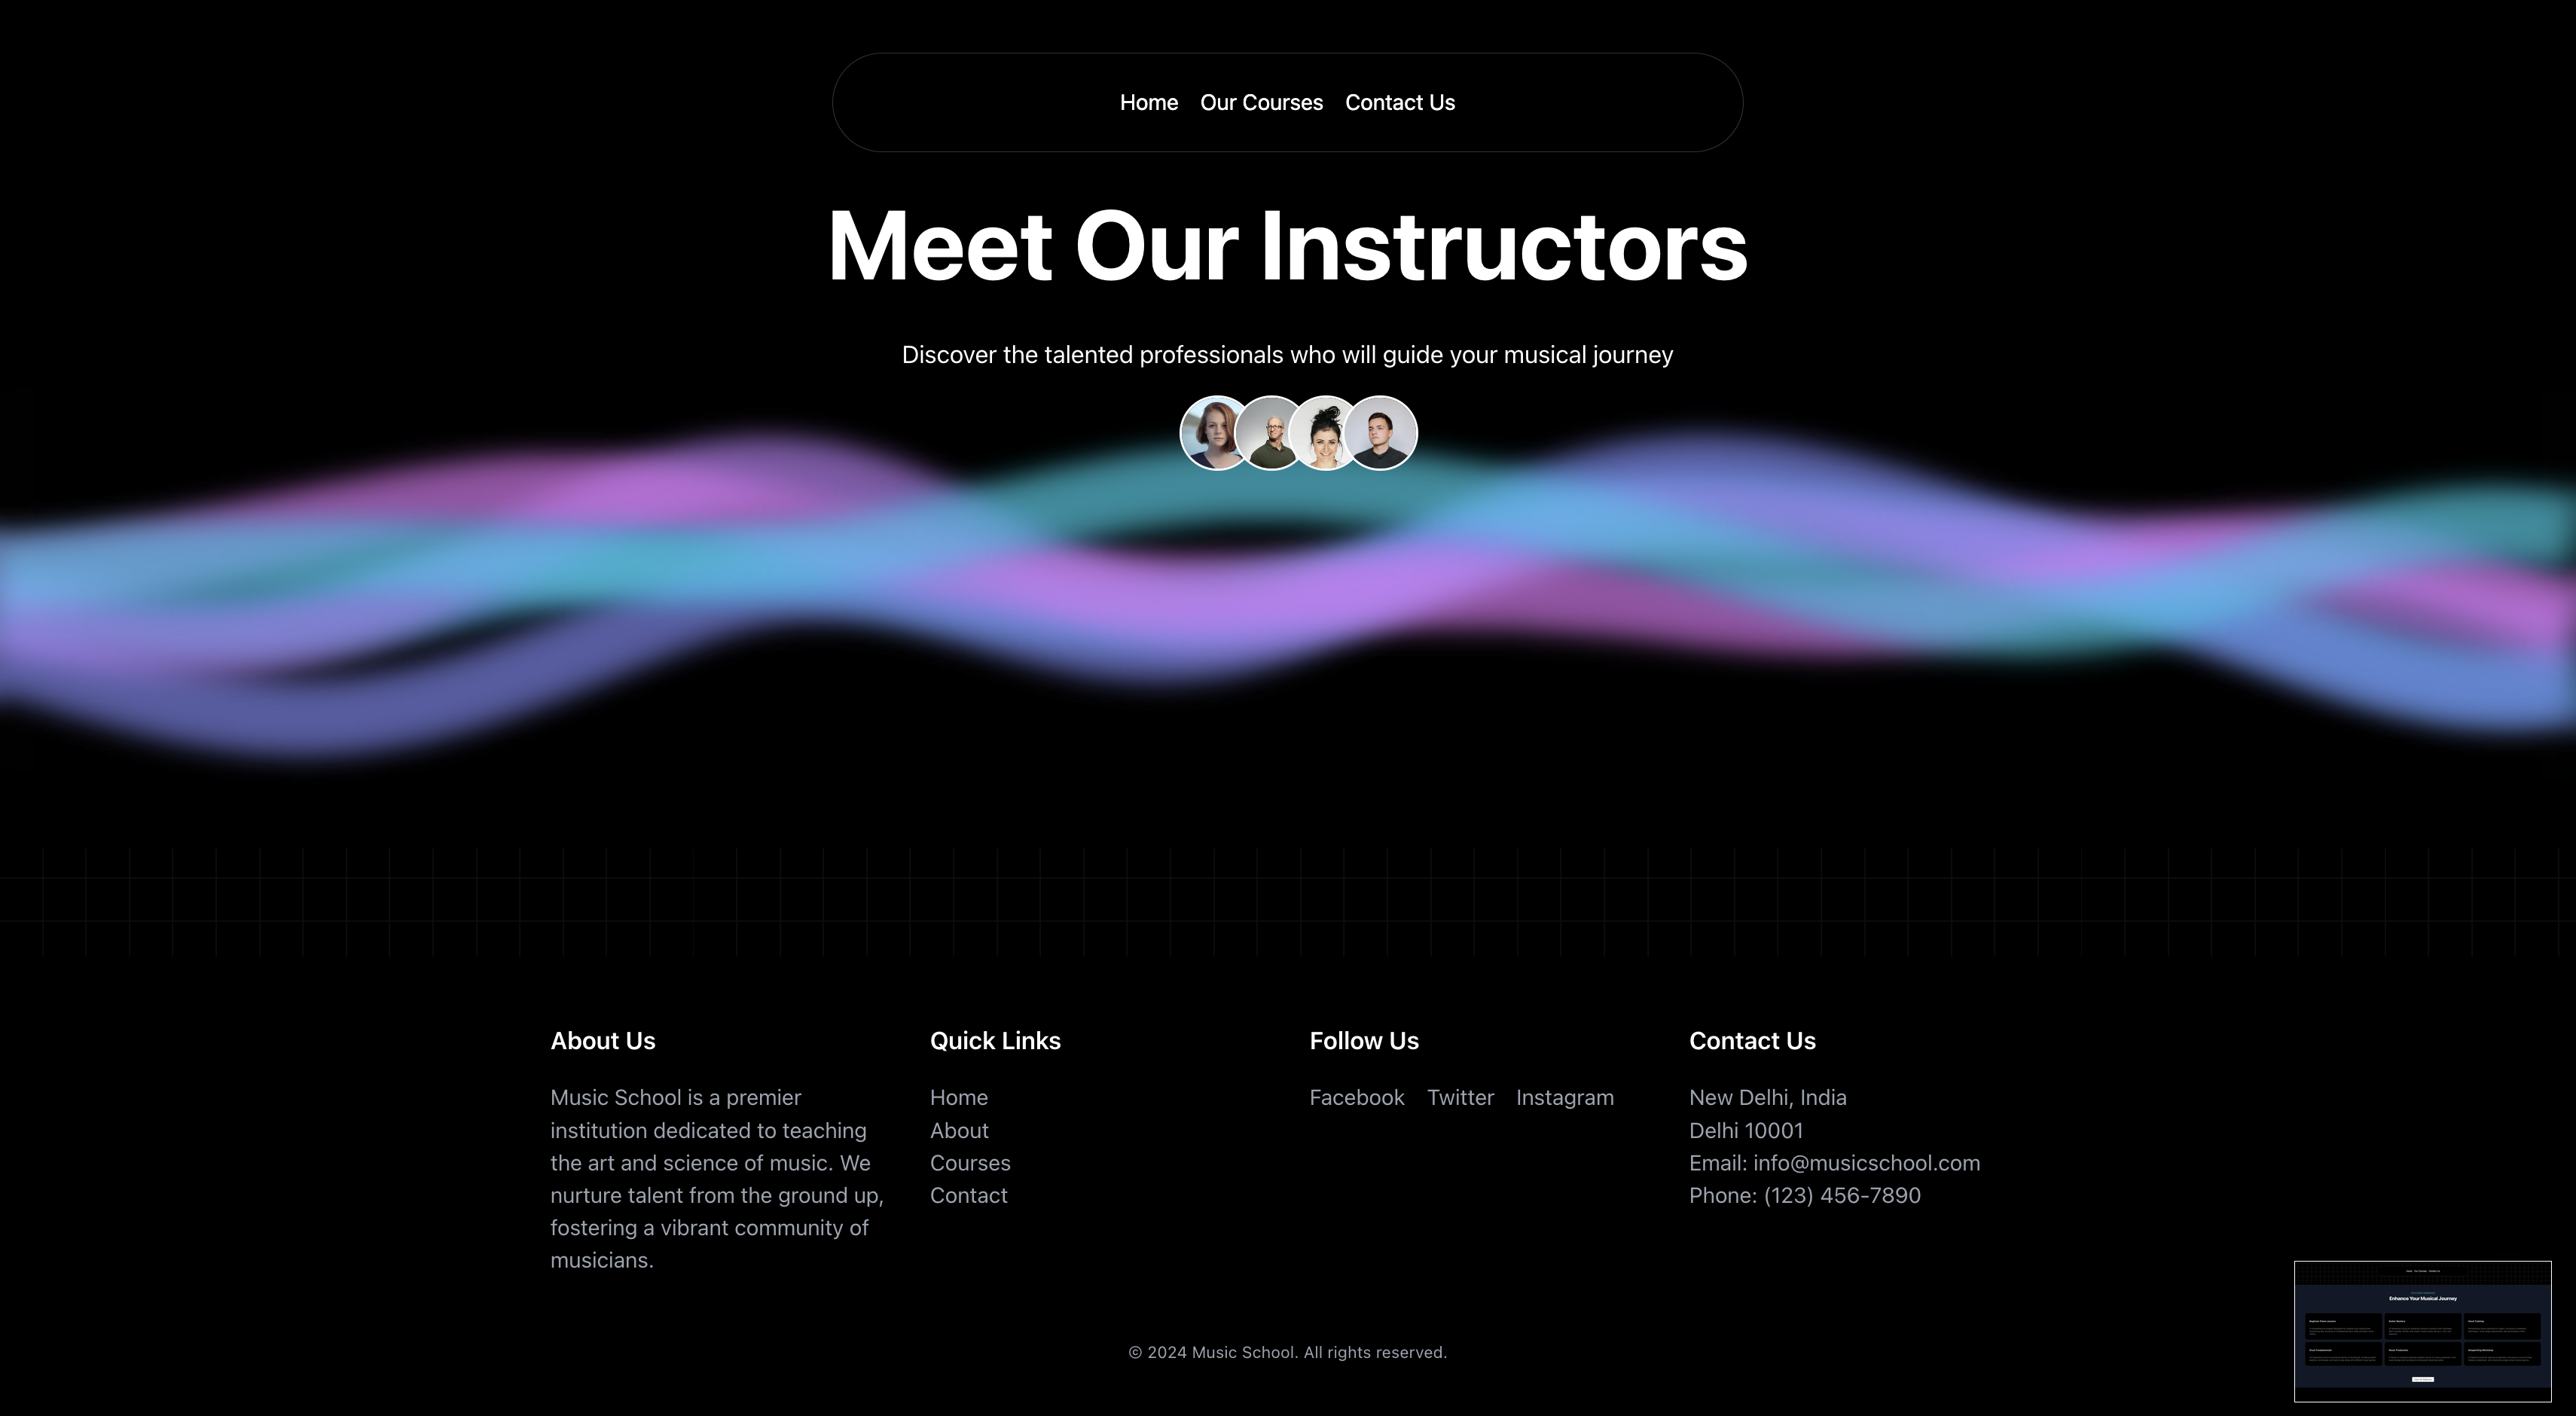 Home Our Courses Contact Us
Meet Our Instructors
Discover the talented professionals who will guide your musical journey
About Us
Music School is a premier
institution dedicated to teaching
the art and science of music. We
nurture talent from the ground up,
fostering a vibrant community of
musicians.
Quick Links
Home
About
Courses
Contact
Follow Us
Facebook Twitter Instagram
Contact Us
New Delhi, India
Delhi 10001
Email: info@musicschool.com
Phone: (123) 456-7890
© 2024 Music School. All rights reserved.
Enhance Your Musical Journey